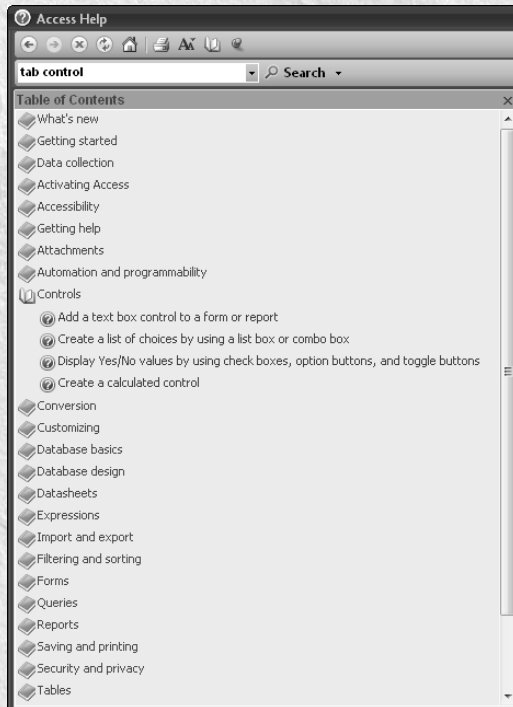 Access Help
tab control
Search
Table of Contents
What's new
Getting started
Data collection
Activating Access
Accessibility
Getting help
Attachments
Automation and programmability
Controls
Add a text box control to a form or report
Create a list of choices by using a list box or combo box
Display Yes/No values by using check boxes, option buttons, and toggle buttons
Create a calculated control
Conversion
Customizing
Database basics
Database design
Datasheets
Expressions
Import and export
Filtering and sorting
Forms
Queries
Reports
Saving and printing
Security and privacy
Tables